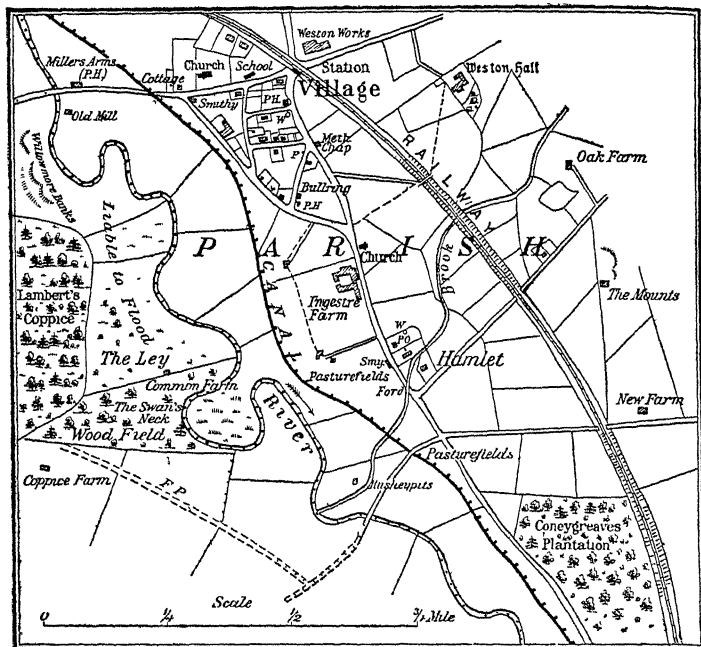 Weston Works
Millers Arms
(P.H.)
Church
School
Station
Weston Hall
Cottage
Village
Smithy
P.H.
W
Old Mill
Meth
Chap
RAILWAY
Oak Farm
Willowmore Banks
P
Bullring
P.H
Liable to Flood
PARISH
CANAL
Church
Brook
Lambert's
Coppice
Ingestre
Farm
The Mounts
The Ley
W
P.O
Smy
Hamlet
Common Farm
Pasturefields
Ford
The Swan's
Neck
River
New Farm
Wood Field
Pasturefields
Coppice Farm
F.P.
Coneygreaves
Plantation
Scale
0 1/4 1/2 3/4 Mile